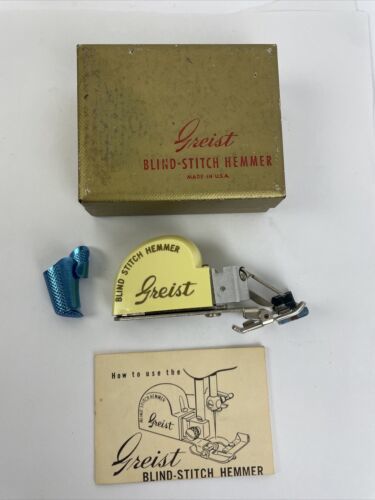 Greist
BLIND-STITCH HEMMER
MADE IN U.S.A.
BLIND STITCH HEMMER
Greist
How to use the
BLIND STITCH HEMMER
Greist
Greist
BLIND-STITCH HEMMER